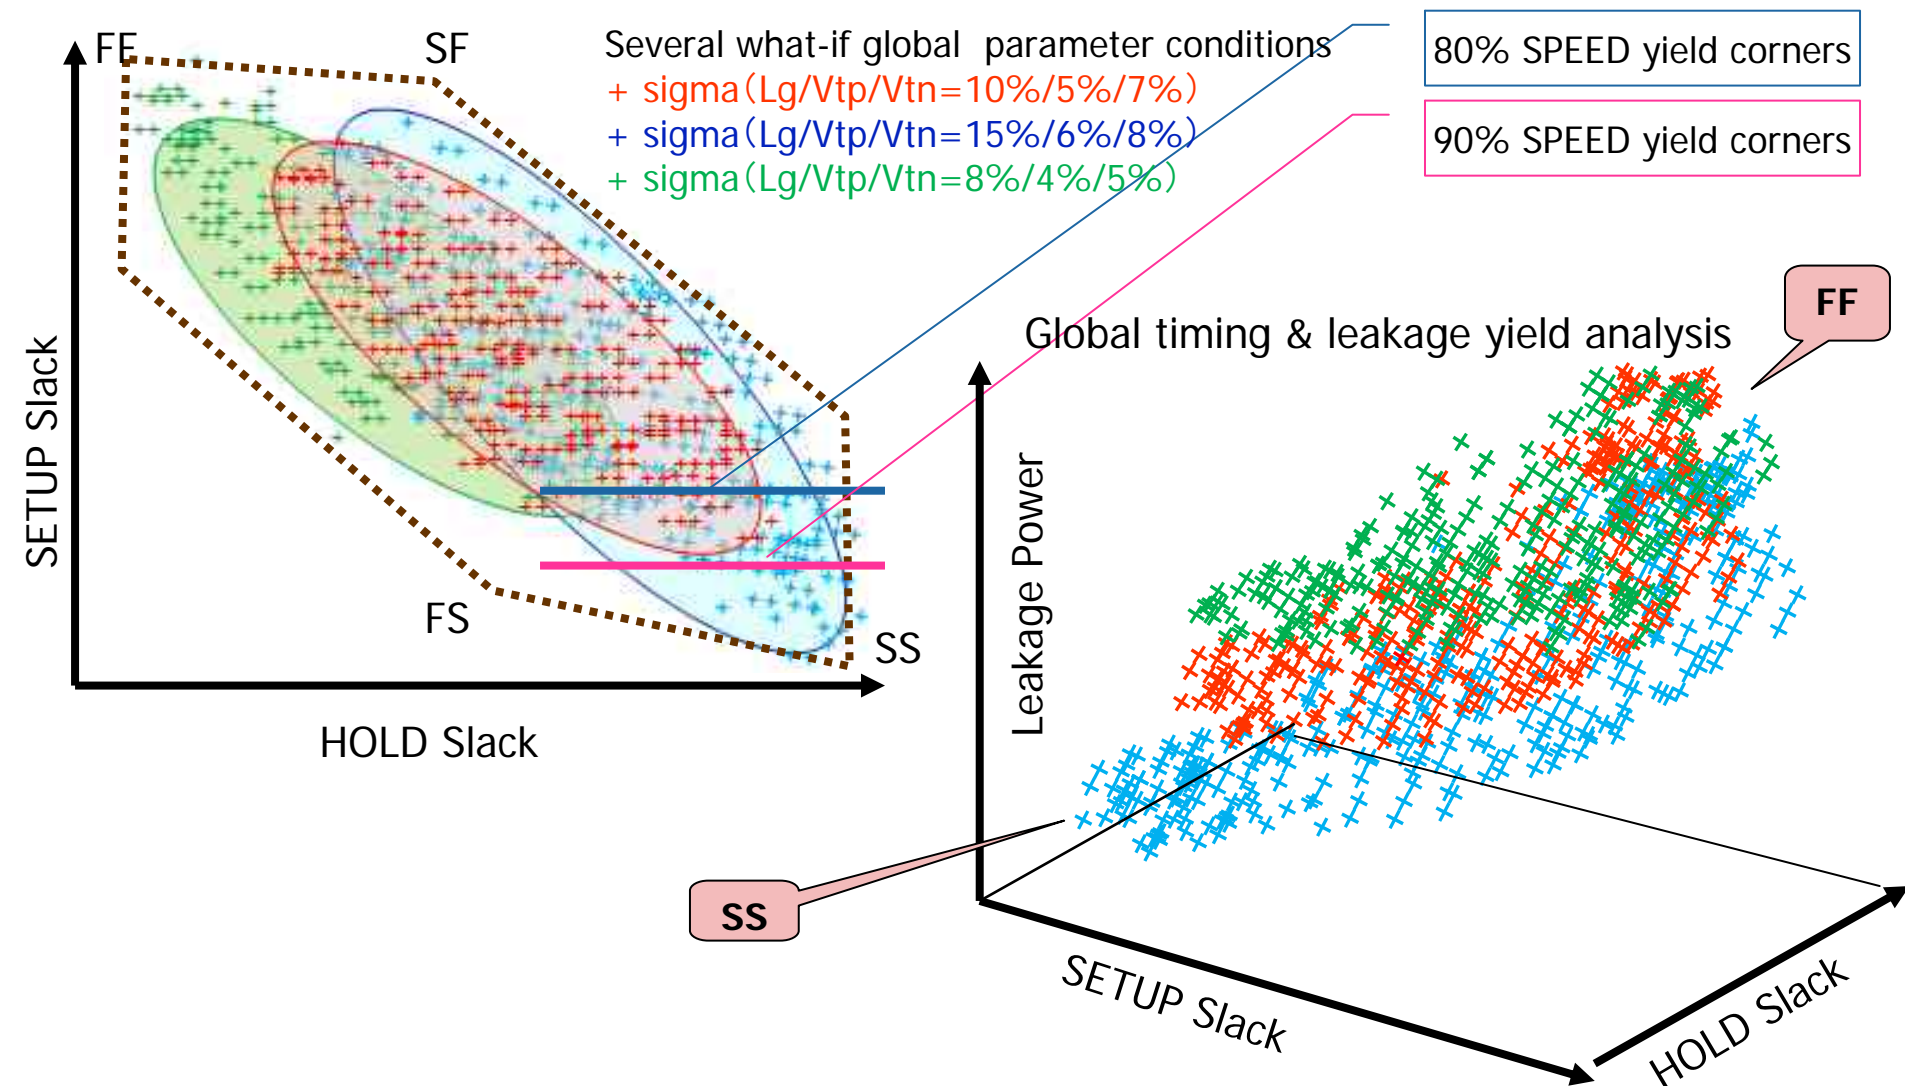 FF
SF
Several what-if global parameter conditions
+ sigma(Lg/Vtp/Vtn=10%/5%/7%)
+ sigma(Lg/Vtp/Vtn=15%/6%/8%)
+ sigma(Lg/Vtp/Vtn=8%/4%/5%)
80% SPEED yield corners
90% SPEED yield corners
SETUP Slack
FS
SS
HOLD Slack
Global timing & leakage yield analysis
FF
Leakage Power
SS
SETUP Slack
HOLD Slack